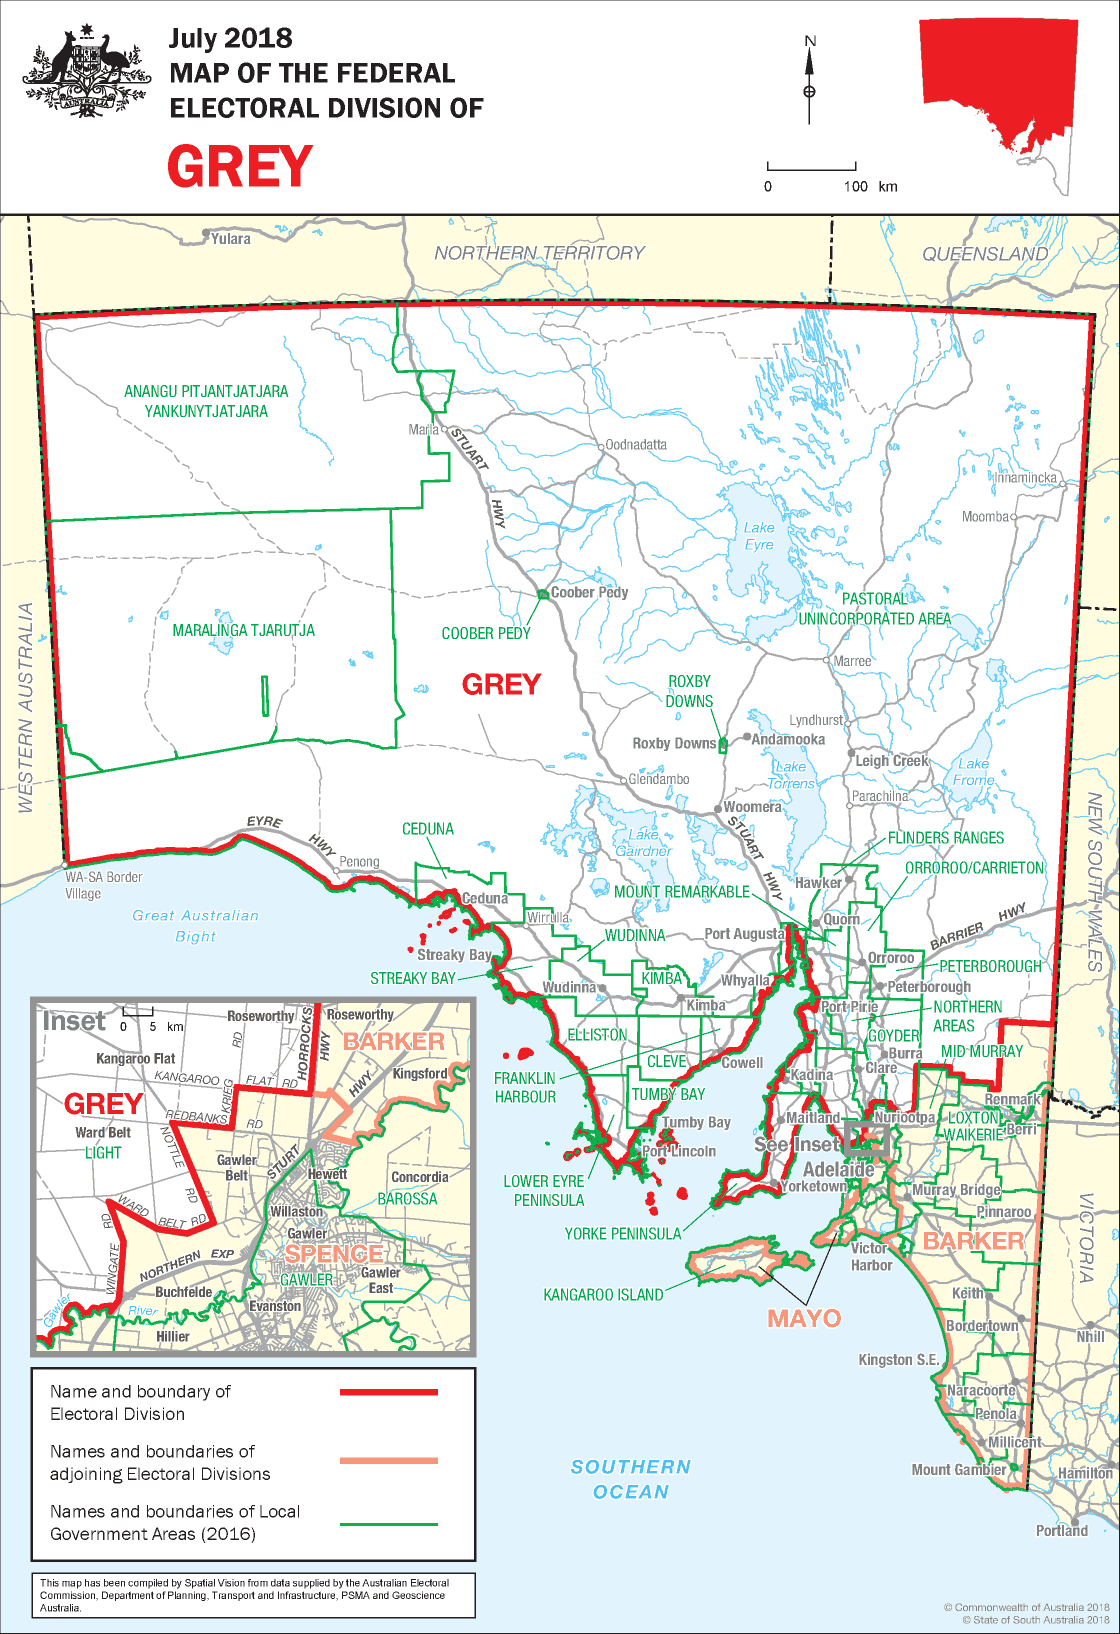 July 2018
MAP OF THE FEDERAL
ELECTORAL DIVISION OF
GREY
AUSTRALIA
N
0 100 km
Yulara
NORTHERN TERRITORY
QUEENSLAND
ANANGU PITJANTJATJARA
YANKUNYTJATJARA
Marla
STUART
HWY
Oodnadatta
Innamincka
Moomba
Lake
Eyre
Coober Pedy
COOBER PEDY
PASTORAL
UNINCORPORATED AREA
MARALINGA TJARUTJA
WESTERN AUSTRALIA
GREY
Marree
ROXBY
DOWNS
Lyndhurst
Roxby Downs
Andamooka
Leigh Creek
Lake
Torrens
Lake
Frome
Glendambo
Parachilna
Woomera
NEW SOUTH WALES
EYRE
HWY
CEDUNA
STUART
HWY
Lake
Gairdner
FLINDERS RANGES
Penong
ORROROO/CARRIETON
WA-SA Border
Village
Hawker
MOUNT REMARKABLE
Ceduna
Great Australian
Bight
Wirrulla
Quorn
BARRIER HWY
WUDINNA
Port Augusta
Streaky Bay
Orroroo
PETERBOROUGH
STREAKY BAY
KIMBA
Whyalla
Wudinna
Peterborough
Kimba
Port Pirie
NORTHERN
AREAS
ELLISTON
GOYDER
Burra
MID MURRAY
CLEVE
Cowell
Clare
FRANKLIN
HARBOUR
Kadina
TUMBY BAY
Renmark
Maitland
Nuriootpa
LOXTON
WAIKERIE
Berri
Tumby Bay
See Inset
Port Lincoln
Adelaide
LOWER EYRE
PENINSULA
Yorketown
Murray Bridge
Pinnaroo
YORKE PENINSULA
BARKER
Victor
Harbor
VICTORIA
KANGAROO ISLAND
MAYO
Keith
Bordertown
Nhill
Kingston S.E.
Naracoorte
Penola
Millicent
Mount Gambier
Hamilton
Portland
SOUTHERN
OCEAN
Inset
0 5 km
Roseworthy
Roseworthy
RD
HORROCKS
HWY
BARKER
Kangaroo Flat
HWY
Kingsford
KANGAROO FLAT RD
KRIEG
GREY
REDBANKS RD
Ward Belt
LIGHT
NOTTLE
RD
Gawler
Belt
STURT
Hewett
Concordia
BAROSSA
WARD
BELT RD
Willaston
Gawler
SPENCE
WINGATE
RD
NORTHERN EXP
GAWLER
Gawler
East
Buchfelde
Gawler
River
Evanston
Hillier
Name and boundary of
Electoral Division
Names and boundaries of
adjoining Electoral Divisions
Names and boundaries of Local
Government Areas (2016)
This map has been compiled by Spatial Vision from data supplied by the Australian Electoral
Commission, Department of Planning, Transport and Infrastructure, PSMA and Geoscience
Australia.
© Commonwealth of Australia 2018
© State of South Australia 2018